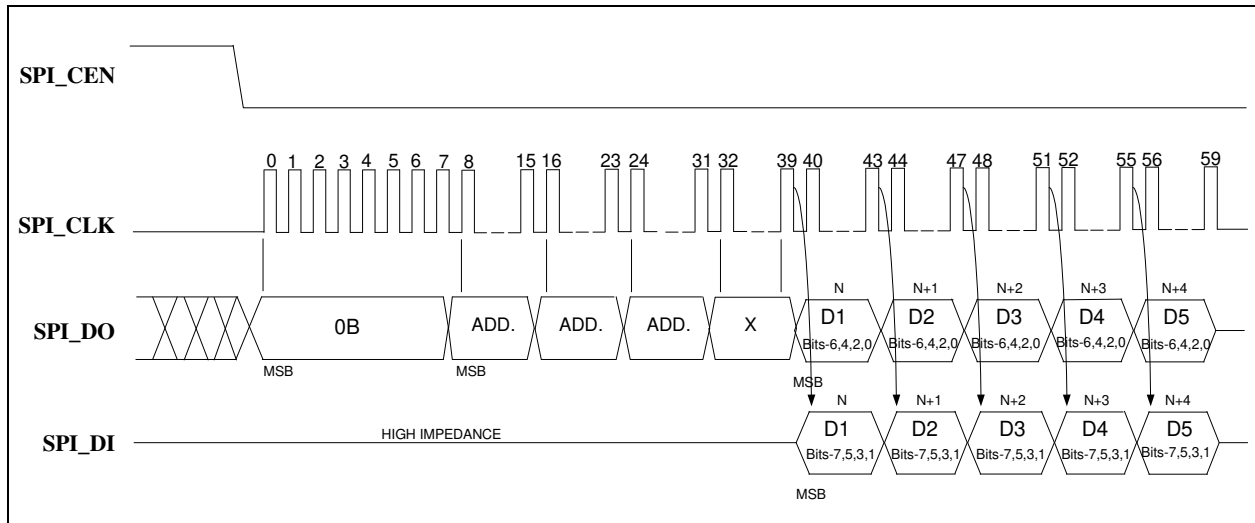 SPI_CEN
0 1 2 3 4 5 6 7 8 15 16 23 24 31 32 39 40 43 44 47 48 51 52 55 56 59
SPI_CLK
N N+1 N+2 N+3 N+4
SPI_DO 0B ADD. ADD. ADD. X D1 D2 D3 D4 D5
Bits-6,4,2,0 Bits-6,4,2,0 Bits-6,4,2,0 Bits-6,4,2,0 Bits-6,4,2,0
MSB MSB MSB
N N+1 N+2 N+3 N+4
SPI_DI HIGH IMPEDANCE D1 D2 D3 D4 D5
Bits-7,5,3,1 Bits-7,5,3,1 Bits-7,5,3,1 Bits-7,5,3,1 Bits-7,5,3,1
MSB